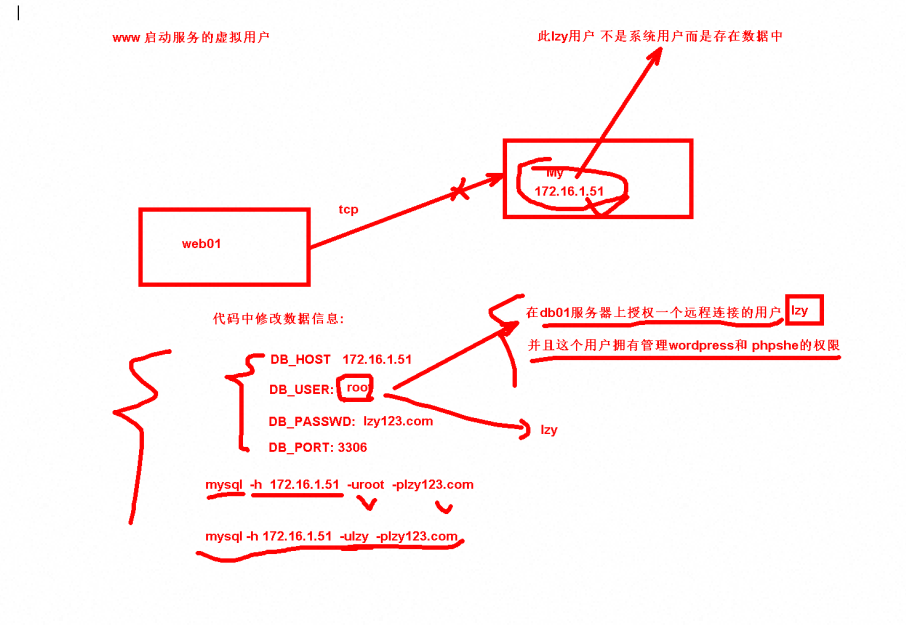 www 启动服务的虚拟用户
此lzy用户 不是系统用户而是存在数据中
My
172.16.1.51
tcp
web01
代码中修改数据信息:
在db01服务器上授权一个远程连接的用户 lzy
并且这个用户拥有管理wordpress和 phpshe的权限
DB_HOST 172.16.1.51
DB_USER: root
lzy
DB_PASSWD: lzy123.com
DB_PORT: 3306
mysql -h 172.16.1.51 -uroot -plzy123.com
mysql -h 172.16.1.51 -ulzy -plzy123.com